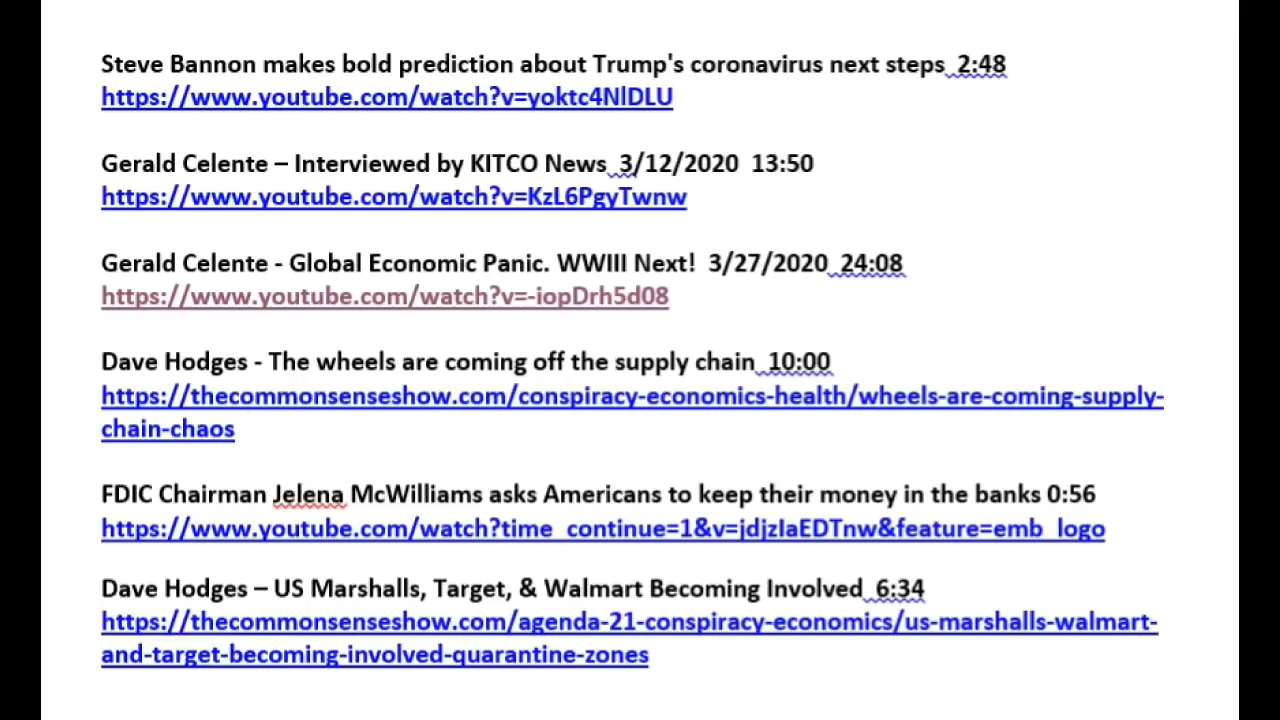 Steve Bannon makes bold prediction about Trump's coronavirus next steps  2:48
https://www.youtube.com/watch?v=yoktc4NlDLU
Gerald Celente – Interviewed by KITCO News  3/12/2020  13:50
https://www.youtube.com/watch?v=KzL6PgyTwnw
Gerald Celente - Global Economic Panic. WWIII Next!  3/27/2020  24:08
https://www.youtube.com/watch?v=-iopDrh5d08
Dave Hodges - The wheels are coming off the supply chain  10:00
https://thecommonsenseshow.com/conspiracy-economics-health/wheels-are-coming-supply-
chain-chaos
FDIC Chairman Jelena McWilliams asks Americans to keep their money in the banks 0:56
https://www.youtube.com/watch?time_continue=1&v=jdjzIaEDTnw&feature=emb_logo
Dave Hodges – US Marshalls, Target, & Walmart Becoming Involved  6:34
https://thecommonsenseshow.com/agenda-21-conspiracy-economics/us-marshalls-walmart-
and-target-becoming-involved-quarantine-zones